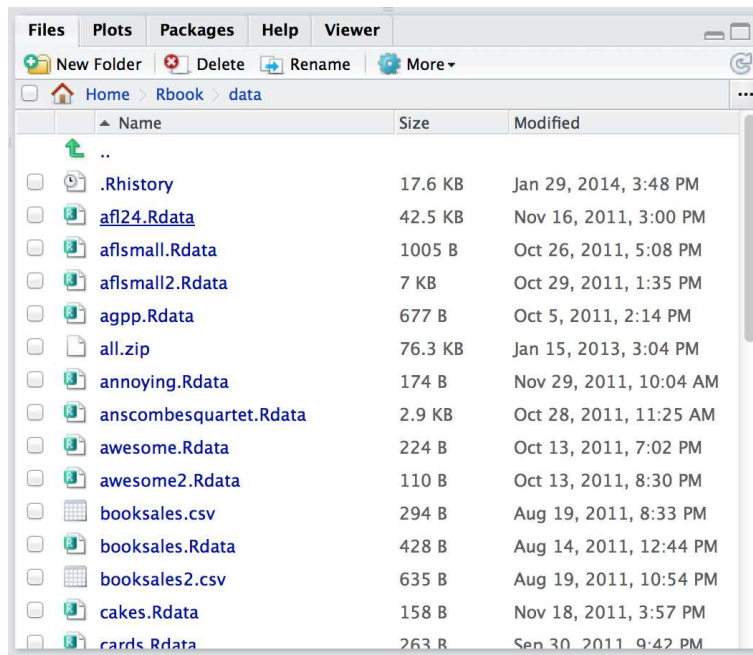 Files Plots Packages Help Viewer
New Folder Delete Rename More
Home Rbook data ...
Name Size Modified
..
.Rhistory 17.6 KB Jan 29, 2014, 3:48 PM
afl24.Rdata 42.5 KB Nov 16, 2011, 3:00 PM
aflsmall.Rdata 1005 B Oct 26, 2011, 5:08 PM
aflsmall2.Rdata 7 KB Oct 29, 2011, 1:35 PM
agpp.Rdata 677 B Oct 5, 2011, 2:14 PM
all.zip 76.3 KB Jan 15, 2013, 3:04 PM
annoying.Rdata 174 B Nov 29, 2011, 10:04 AM
anscombesquartet.Rdata 2.9 KB Oct 28, 2011, 11:25 AM
awesome.Rdata 224 B Oct 13, 2011, 7:02 PM
awesome2.Rdata 110 B Oct 13, 2011, 8:30 PM
booksales.csv 294 B Aug 19, 2011, 8:33 PM
booksales.Rdata 428 B Aug 14, 2011, 12:44 PM
booksales2.csv 635 B Aug 19, 2011, 10:54 PM
cakes.Rdata 158 B Nov 18, 2011, 3:57 PM
cards.Rdata 263 B Sep 30, 2011, 9:42 PM